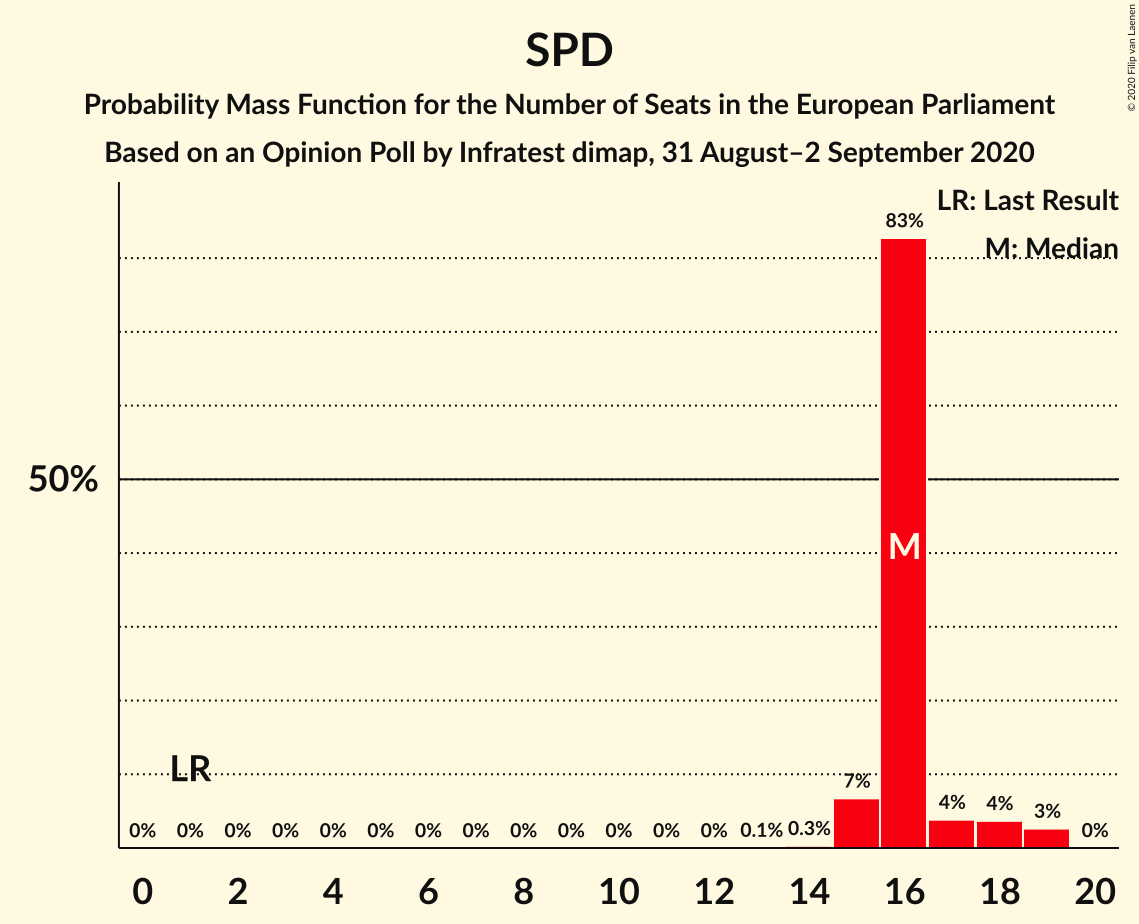 SPD
Probability Mass Function for the Number of Seats in the European Parliament
Based on an Opinion Poll by Infratest dimap, 31 August–2 September 2020
© 2020 Filip van Laenen
LR: Last Result
M: Median
83%
50%
M
LR
7%
4%
4%
3%
0% 0% 0% 0% 0% 0% 0% 0% 0% 0% 0% 0% 0% 0.1% 0.3% 0%
0 2 4 6 8 10 12 14 16 18 20